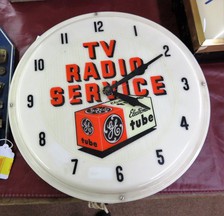 12
11
1
TV
10
2
RADIO
9
SERVICE
3
Electronic
GE
GE
tube
tube
8
4
7
5
6